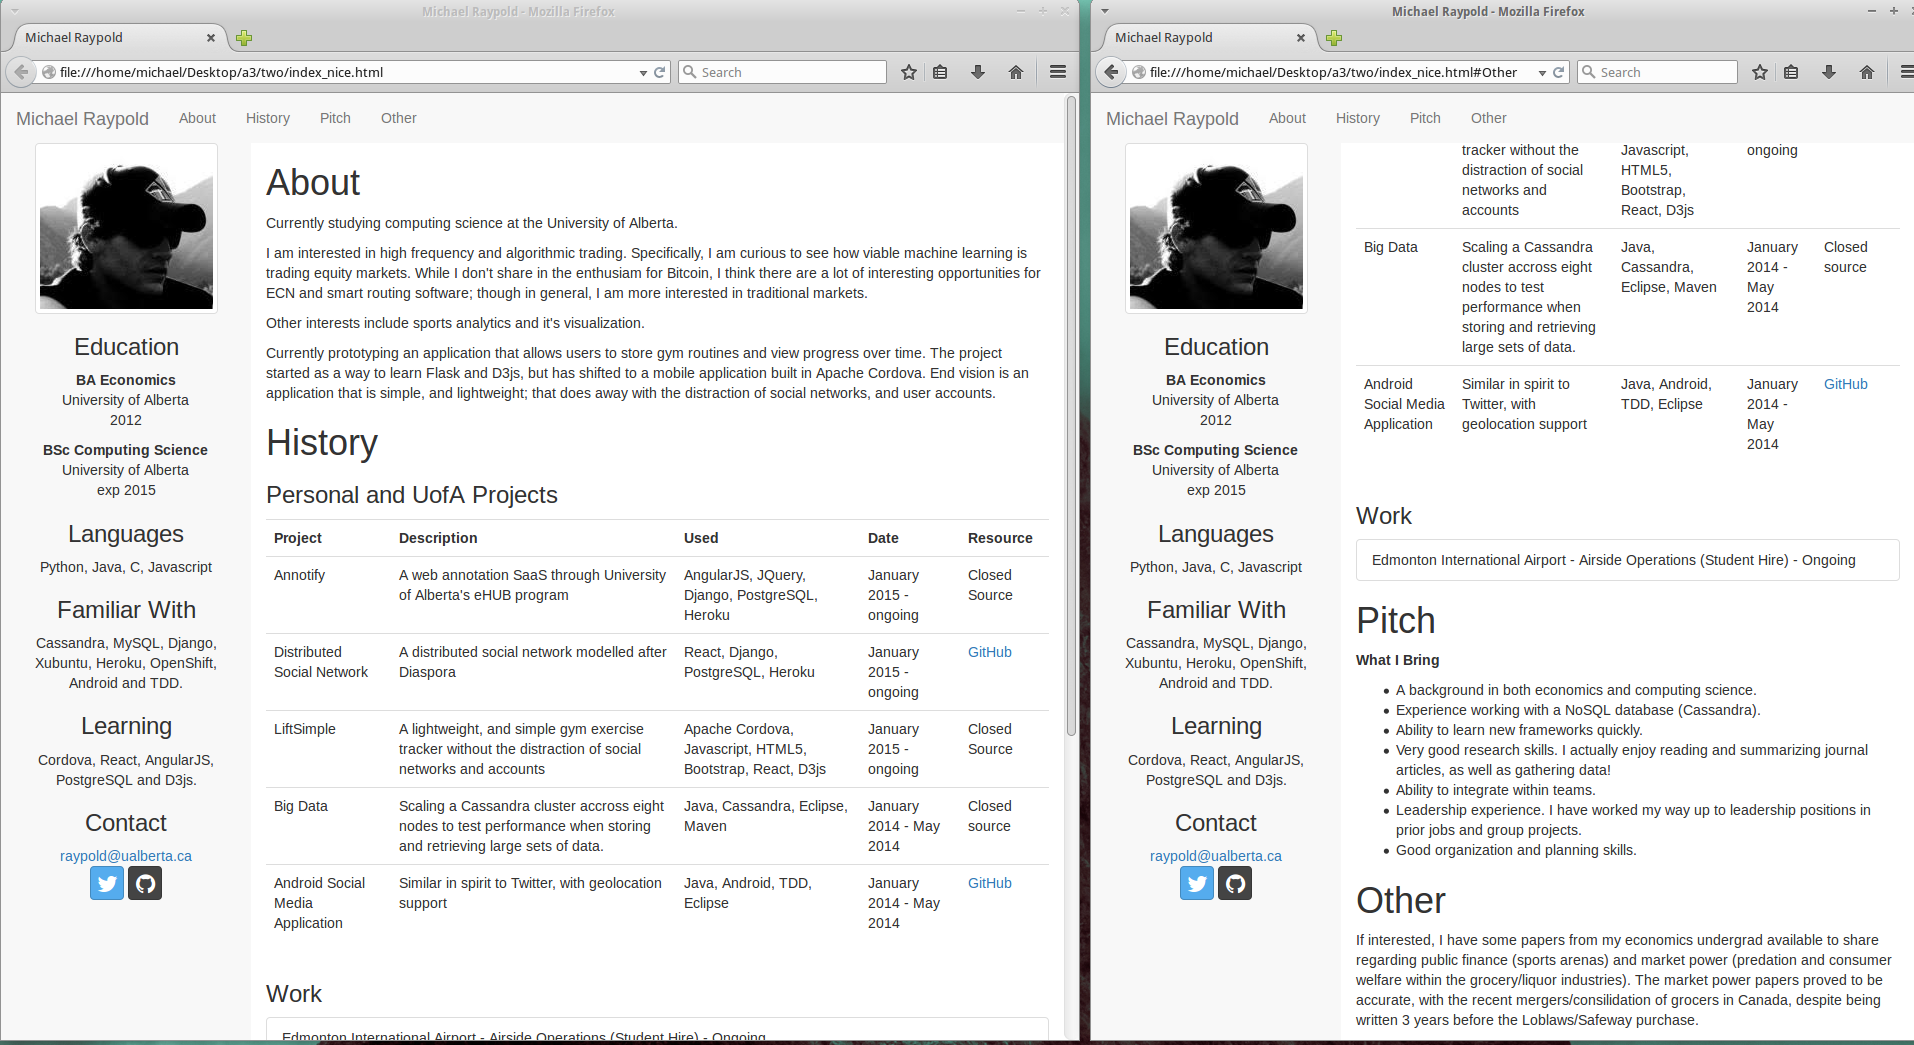 Michael Raypold - Mozilla Firefox
Michael Raypold
file:///home/michael/Desktop/a3/two/index_nice.html
Search
Michael Raypold About History Pitch Other
Education
BA Economics
University of Alberta
2012
BSc Computing Science
University of Alberta
exp 2015
Languages
Python, Java, C, Javascript
Familiar With
Cassandra, MySQL, Django,
Xubuntu, Heroku, OpenShift,
Android and TDD.
Learning
Cordova, React, AngularJS,
PostgreSQL and D3js.
Contact
raypold@ualberta.ca
About
Currently studying computing science at the University of Alberta.
I am interested in high frequency and algorithmic trading. Specifically, I am curious to see how viable machine learning is
trading equity markets. While I don't share in the enthusiam for Bitcoin, I think there are a lot of interesting opportunities for
ECN and smart routing software; though in general, I am more interested in traditional markets.
Other interests include sports analytics and it's visualization.
Currently prototyping an application that allows users to store gym routines and view progress over time. The project
started as a way to learn Flask and D3js, but has shifted to a mobile application built in Apache Cordova. End vision is an
application that is simple, and lightweight; that does away with the distraction of social networks, and user accounts.
History
Personal and UofA Projects
Project Description Used Date Resource
Annotify A web annotation SaaS through University AngularJS, JQuery, January Closed
of Alberta's eHUB program Django, PostgreSQL, 2015 - Source
Heroku ongoing
Distributed A distributed social network modelled after React, Django, January GitHub
Social Network Diaspora PostgreSQL, Heroku 2015 -
ongoing
LiftSimple A lightweight, and simple gym exercise Apache Cordova, January Closed
tracker without the distraction of social Javascript, HTML5, 2015 - Source
networks and accounts Bootstrap, React, D3js ongoing
Big Data Scaling a Cassandra cluster accross eight Java, Cassandra, Eclipse, January Closed
nodes to test performance when storing Maven 2014 - May source
and retrieving large sets of data. 2014
Android Social Similar in spirit to Twitter, with geolocation Java, Android, TDD, January GitHub
Media support Eclipse 2014 - May
Application 2014
Work
Edmonton International Airport - Airside Operations (Student Hire) - Ongoing
Michael Raypold - Mozilla Firefox
Michael Raypold
file:///home/michael/Desktop/a3/two/index_nice.html#Other
Search
Michael Raypold About History Pitch Other
Education
BA Economics
University of Alberta
2012
BSc Computing Science
University of Alberta
exp 2015
Languages
Python, Java, C, Javascript
Familiar With
Cassandra, MySQL, Django,
Xubuntu, Heroku, OpenShift,
Android and TDD.
Learning
Cordova, React, AngularJS,
PostgreSQL and D3js.
Contact
raypold@ualberta.ca
tracker without the Javascript, ongoing
distraction of social HTML5,
networks and Bootstrap,
accounts React, D3js
Big Data Scaling a Cassandra Java, January Closed
cluster accross eight Cassandra, 2014 - source
nodes to test Eclipse, Maven May
performance when 2014
storing and retrieving
large sets of data.
Android Similar in spirit to Java, Android, January GitHub
Social Media Twitter, with TDD, Eclipse 2014 -
Application geolocation support May
2014
Work
Edmonton International Airport - Airside Operations (Student Hire) - Ongoing
Pitch
What I Bring
• A background in both economics and computing science.
• Experience working with a NoSQL database (Cassandra).
• Ability to learn new frameworks quickly.
• Very good research skills. I actually enjoy reading and summarizing journal
articles, as well as gathering data!
• Ability to integrate within teams.
• Leadership experience. I have worked my way up to leadership positions in
prior jobs and group projects.
• Good organization and planning skills.
Other
If interested, I have some papers from my economics undergrad available to share
regarding public finance (sports arenas) and market power (predation and consumer
welfare within the grocery/liquor industries). The market power papers proved to be
accurate, with the recent mergers/consilidation of grocers in Canada, despite being
written 3 years before the Loblaws/Safeway purchase.